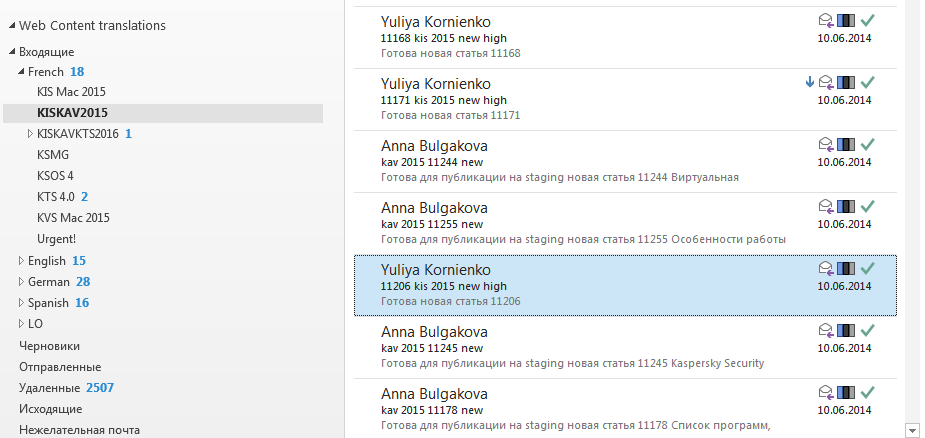 Web Content translations
Входящие
French 18
KIS Mac 2015
KISKAV2015
KISKAVKTS2016 1
KSMG
KSOS 4
KTS 4.0 2
KVS Mac 2015
Urgent!
English 15
German 28
Spanish 16
LO
Черновики
Отправленные
Удаленные 2507
Исходящие
Нежелательная почта
Yuliya Kornienko
11168 kis 2015 new high 10.06.2014
Готова новая статья 11168
Yuliya Kornienko
11171 kis 2015 new high 10.06.2014
Готова новая статья 11171
Anna Bulgakova
kav 2015 11244 new 10.06.2014
Готова для публикации на staging новая статья 11244 Виртуальная
Anna Bulgakova
kav 2015 11255 new 10.06.2014
Готова для публикации на staging новая статья 11255 Особенности работы
Yuliya Kornienko
11206 kis 2015 new high 10.06.2014
Готова новая статья 11206
Anna Bulgakova
kav 2015 11245 new 10.06.2014
Готова для публикации на staging новая статья 11245 Kaspersky Security
Anna Bulgakova
kav 2015 11178 new 10.06.2014
Готова для публикации на staging новая статья 11178 Список программ,